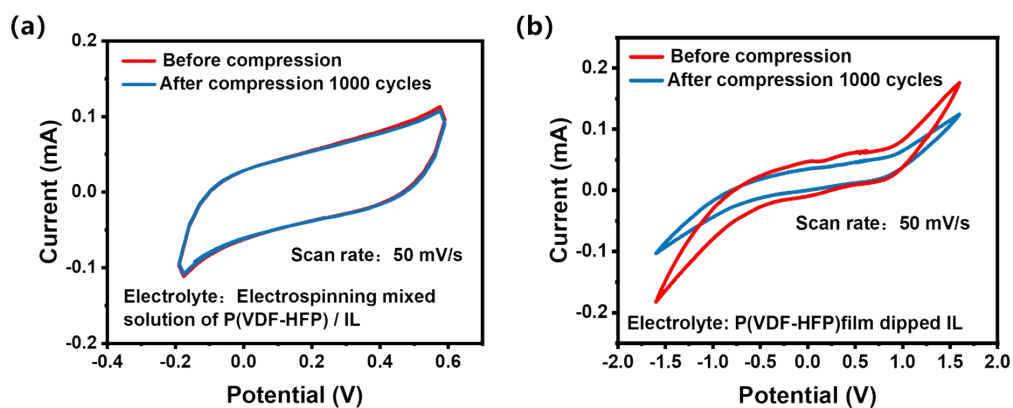 (a)
0.2
0.1
0.0
-0.1
-0.2
Current (mA)
Before compression
After compression 1000 cycles
Scan rate：50 mV/s
Electrolyte：Electrospinning mixed
solution of P(VDF-HFP) / IL
-0.2
0.0
0.2
0.4
0.6
Potential (V)
(b)
0.2
0.1
0.0
-0.1
-0.2
Current (mA)
Before compression
After compression 1000 cycles
Scan rate：50 mV/s
Electrolyte: P(VDF-HFP)film dipped IL
-2.0
-1.5
-1.0
-0.5
0.0
0.5
1.0
1.5
2.0
Potential (V)